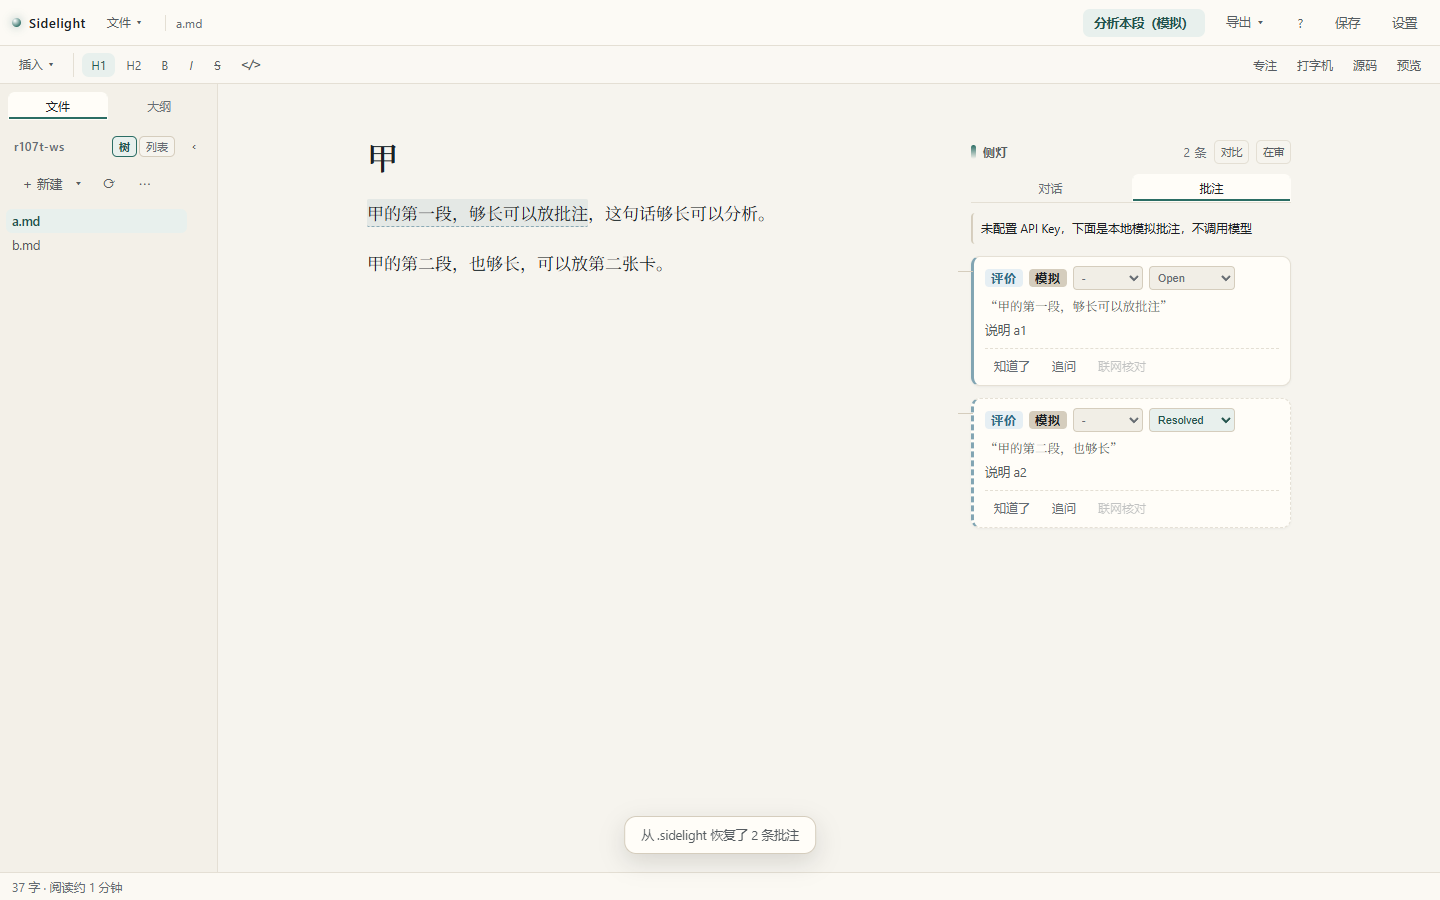 Sidelight 文件 a.md 分析本段（模拟） 导出 ? 保存 设置
插入 H1 H2 B I S </> 专注 打字机 源码 预览
文件 大纲
r107t-ws 树 列表 ‹
+ 新建 ⟳ ···
a.md
b.md
甲
甲的第一段，够长可以放批注，这句话够长可以分析。
甲的第二段，也够长，可以放第二张卡。
侧灯 2 条 对比 在审
对话 批注
未配置 API Key，下面是本地模拟批注，不调用模型
评价 模拟 - Open
“甲的第一段，够长可以放批注”
说明 a1
知道了 追问 联网核对
评价 模拟 - Resolved
“甲的第二段，也够长”
说明 a2
知道了 追问 联网核对
从 .sidelight 恢复了 2 条批注
37 字 · 阅读约 1 分钟